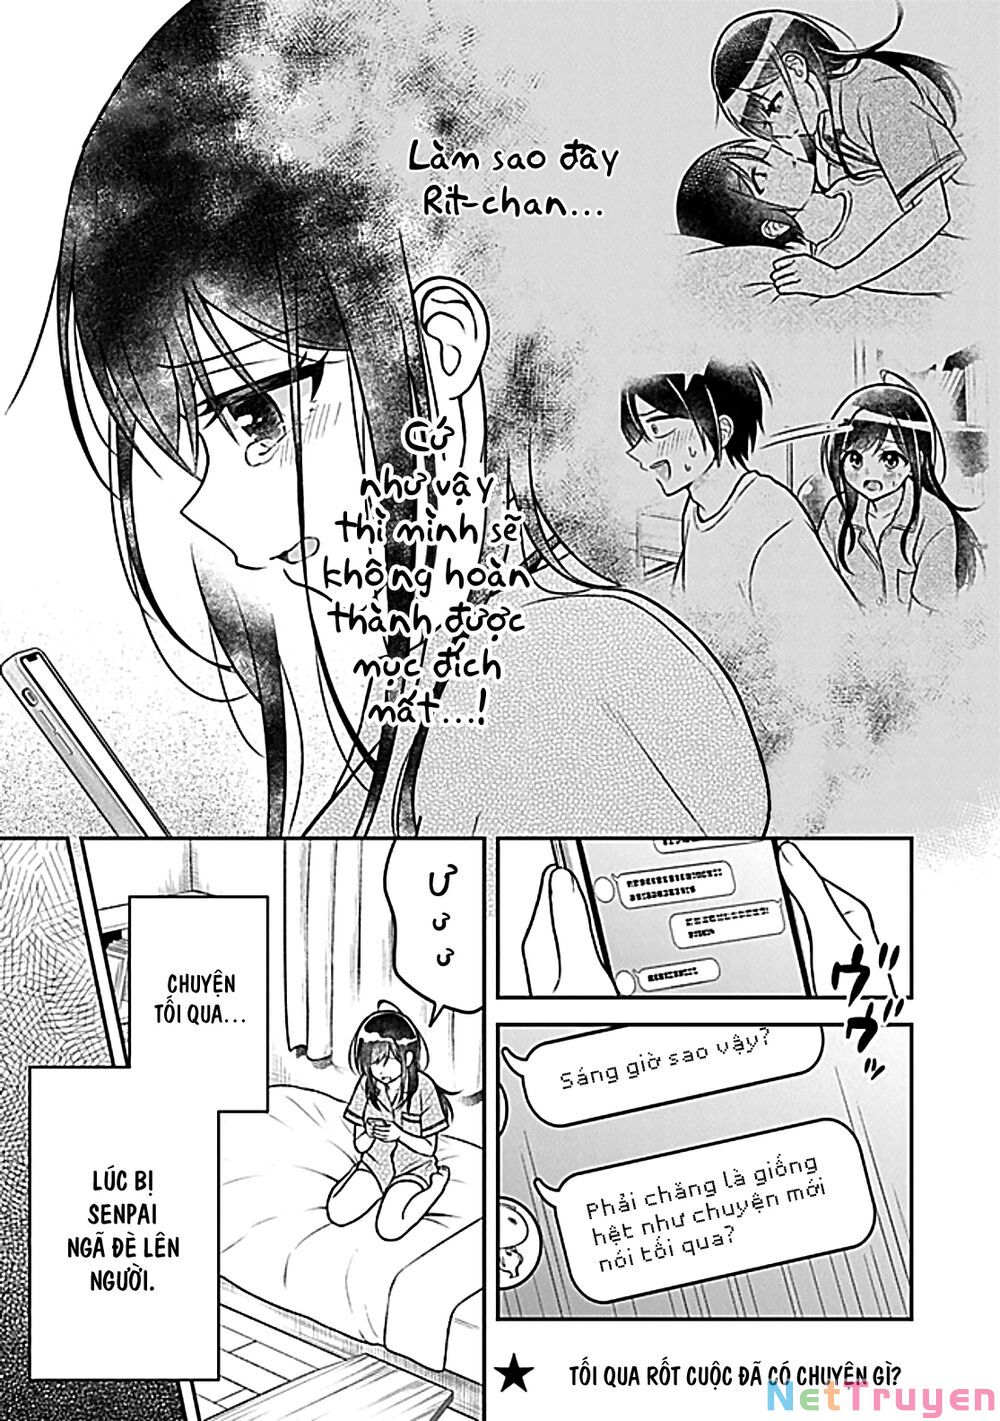 Làm sao đây
Rit-chan...
Cứ
như vậy
thì mình sẽ
không hoàn
thành được
mục đích
mất...!
ヴヴ
Sáng giờ sao vậy?
Phải chăng là giống
hệt như chuyện mới
nói tối qua?
Ư
ư
ư
CHUYỆN
TỐI QUA...
LÚC BỊ
SENPAI
NGÃ ĐÈ LÊN
NGƯỜI.
★ TỐI QUA RỐT CUỘC ĐÃ CÓ CHUYỆN GÌ?
NetTruyen